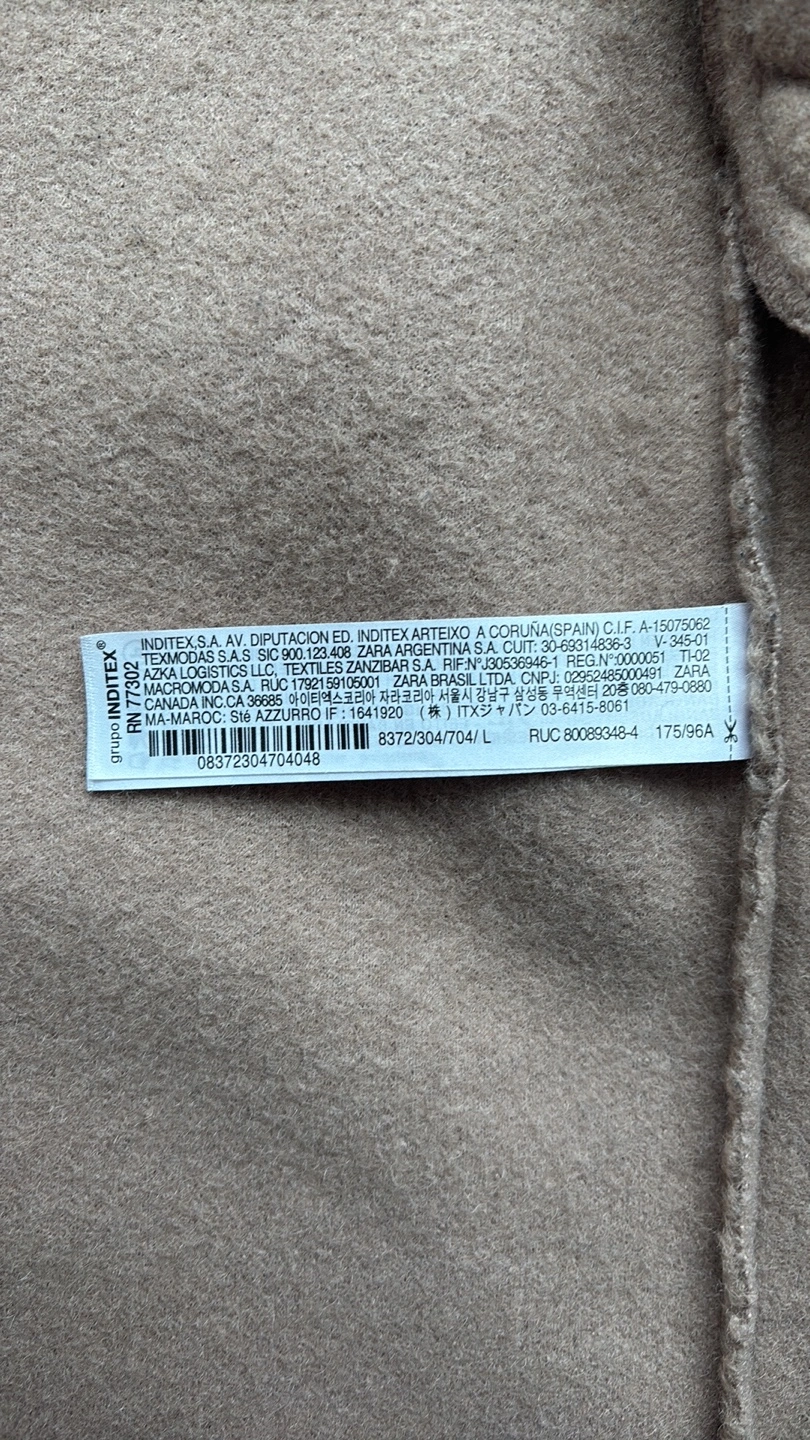 grupo INDITEX®
RN 77302
INDITEX,S.A. AV. DIPUTACION ED. INDITEX ARTEIXO A CORUÑA(SPAIN) C.I.F. A-15075062
TEXMODAS S.A.S SIC 900.123.408 ZARA ARGENTINA S.A. CUIT: 30-69314836-3 V-345-01
AZKA LOGISTICS LLC, TEXTILES ZANZIBAR S.A. RIF:N°J30536946-1 REG.N°:0000051 TI-02
MACROMODA S.A. RUC 1792159105001 ZARA BRASIL LTDA. CNPJ: 02952485000491 ZARA
CANADA INC.CA 36685 아이티엑스코리아 자라코리아 서울시 강남구 삼성동 무역센터 20층 080-479-0880
MA-MAROC: Sté AZZURRO IF : 1641920 (株) ITXジャパン 03-6415-8061
8372/304/704/ L RUC 80089348-4 175/96A
08372304704048